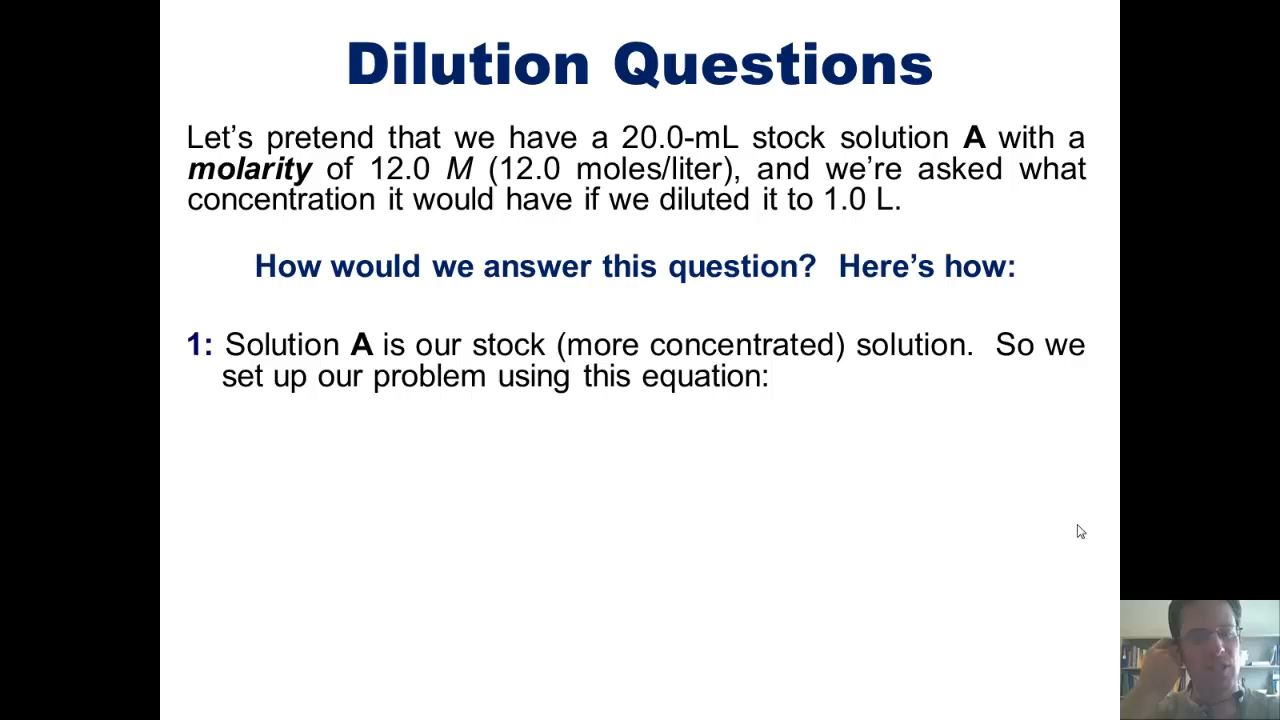 Dilution Questions
Let’s pretend that we have a 20.0-mL stock solution A with a
molarity of 12.0 M (12.0 moles/liter), and we’re asked what
concentration it would have if we diluted it to 1.0 L.
How would we answer this question?  Here’s how:
1: Solution A is our stock (more concentrated) solution.  So we
set up our problem using this equation: